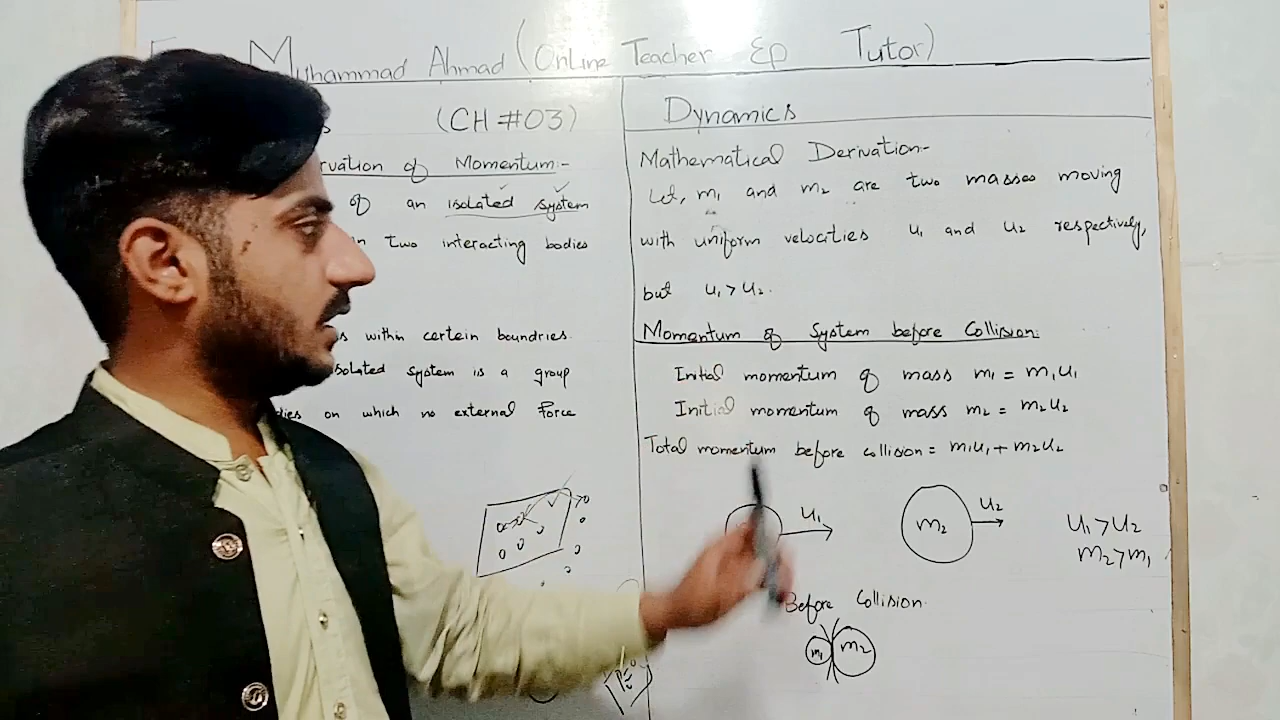 Muhammad Ahmad (Online Teacher & Tutor)
(CH #03)
rvation of Momentum:-
of an isolated system
n two interacting bodies
s within certein boundries.
solated system is a group
dies on which no external Force
Dynamics
Mathematical Derivation-
Let, m1 and m2 are two masses moving
with uniform velocities u1 and u2 respectively,
but u1 > u2.
Momentum of System before Collision:
Initial momentum of mass m1 = m1u1
Initial momentum of mass m2 = m2u2
Total momentum before collision = m1u1 + m2u2
u1
m2
u2
u1 > u2
m2 > m1
Before Collision.
m1 m2